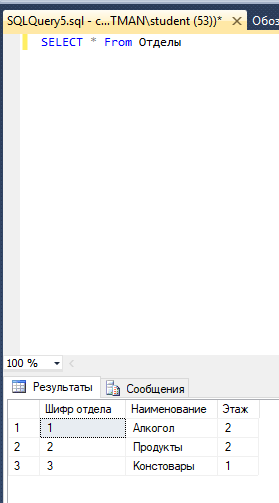 SQLQuery5.sql - c...TMAN\student (53))* Обоз
SELECT * From Отделы
100 %
Результаты Сообщения
Шифр отдела Наименование Этаж
1 1 Алкогол 2
2 2 Продукты 2
3 3 Констовары 1